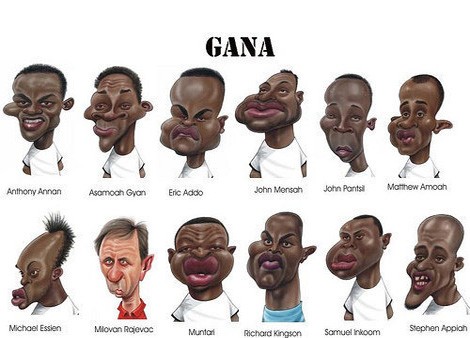 GANA
Anthony Annan
Asamoah Gyan
Eric Addo
John Mensah
John Pantsil
Matthew Amoah
Michael Essien
Milovan Rajevac
Muntari
Richard Kingson
Samuel Inkoom
Stephen Appiah